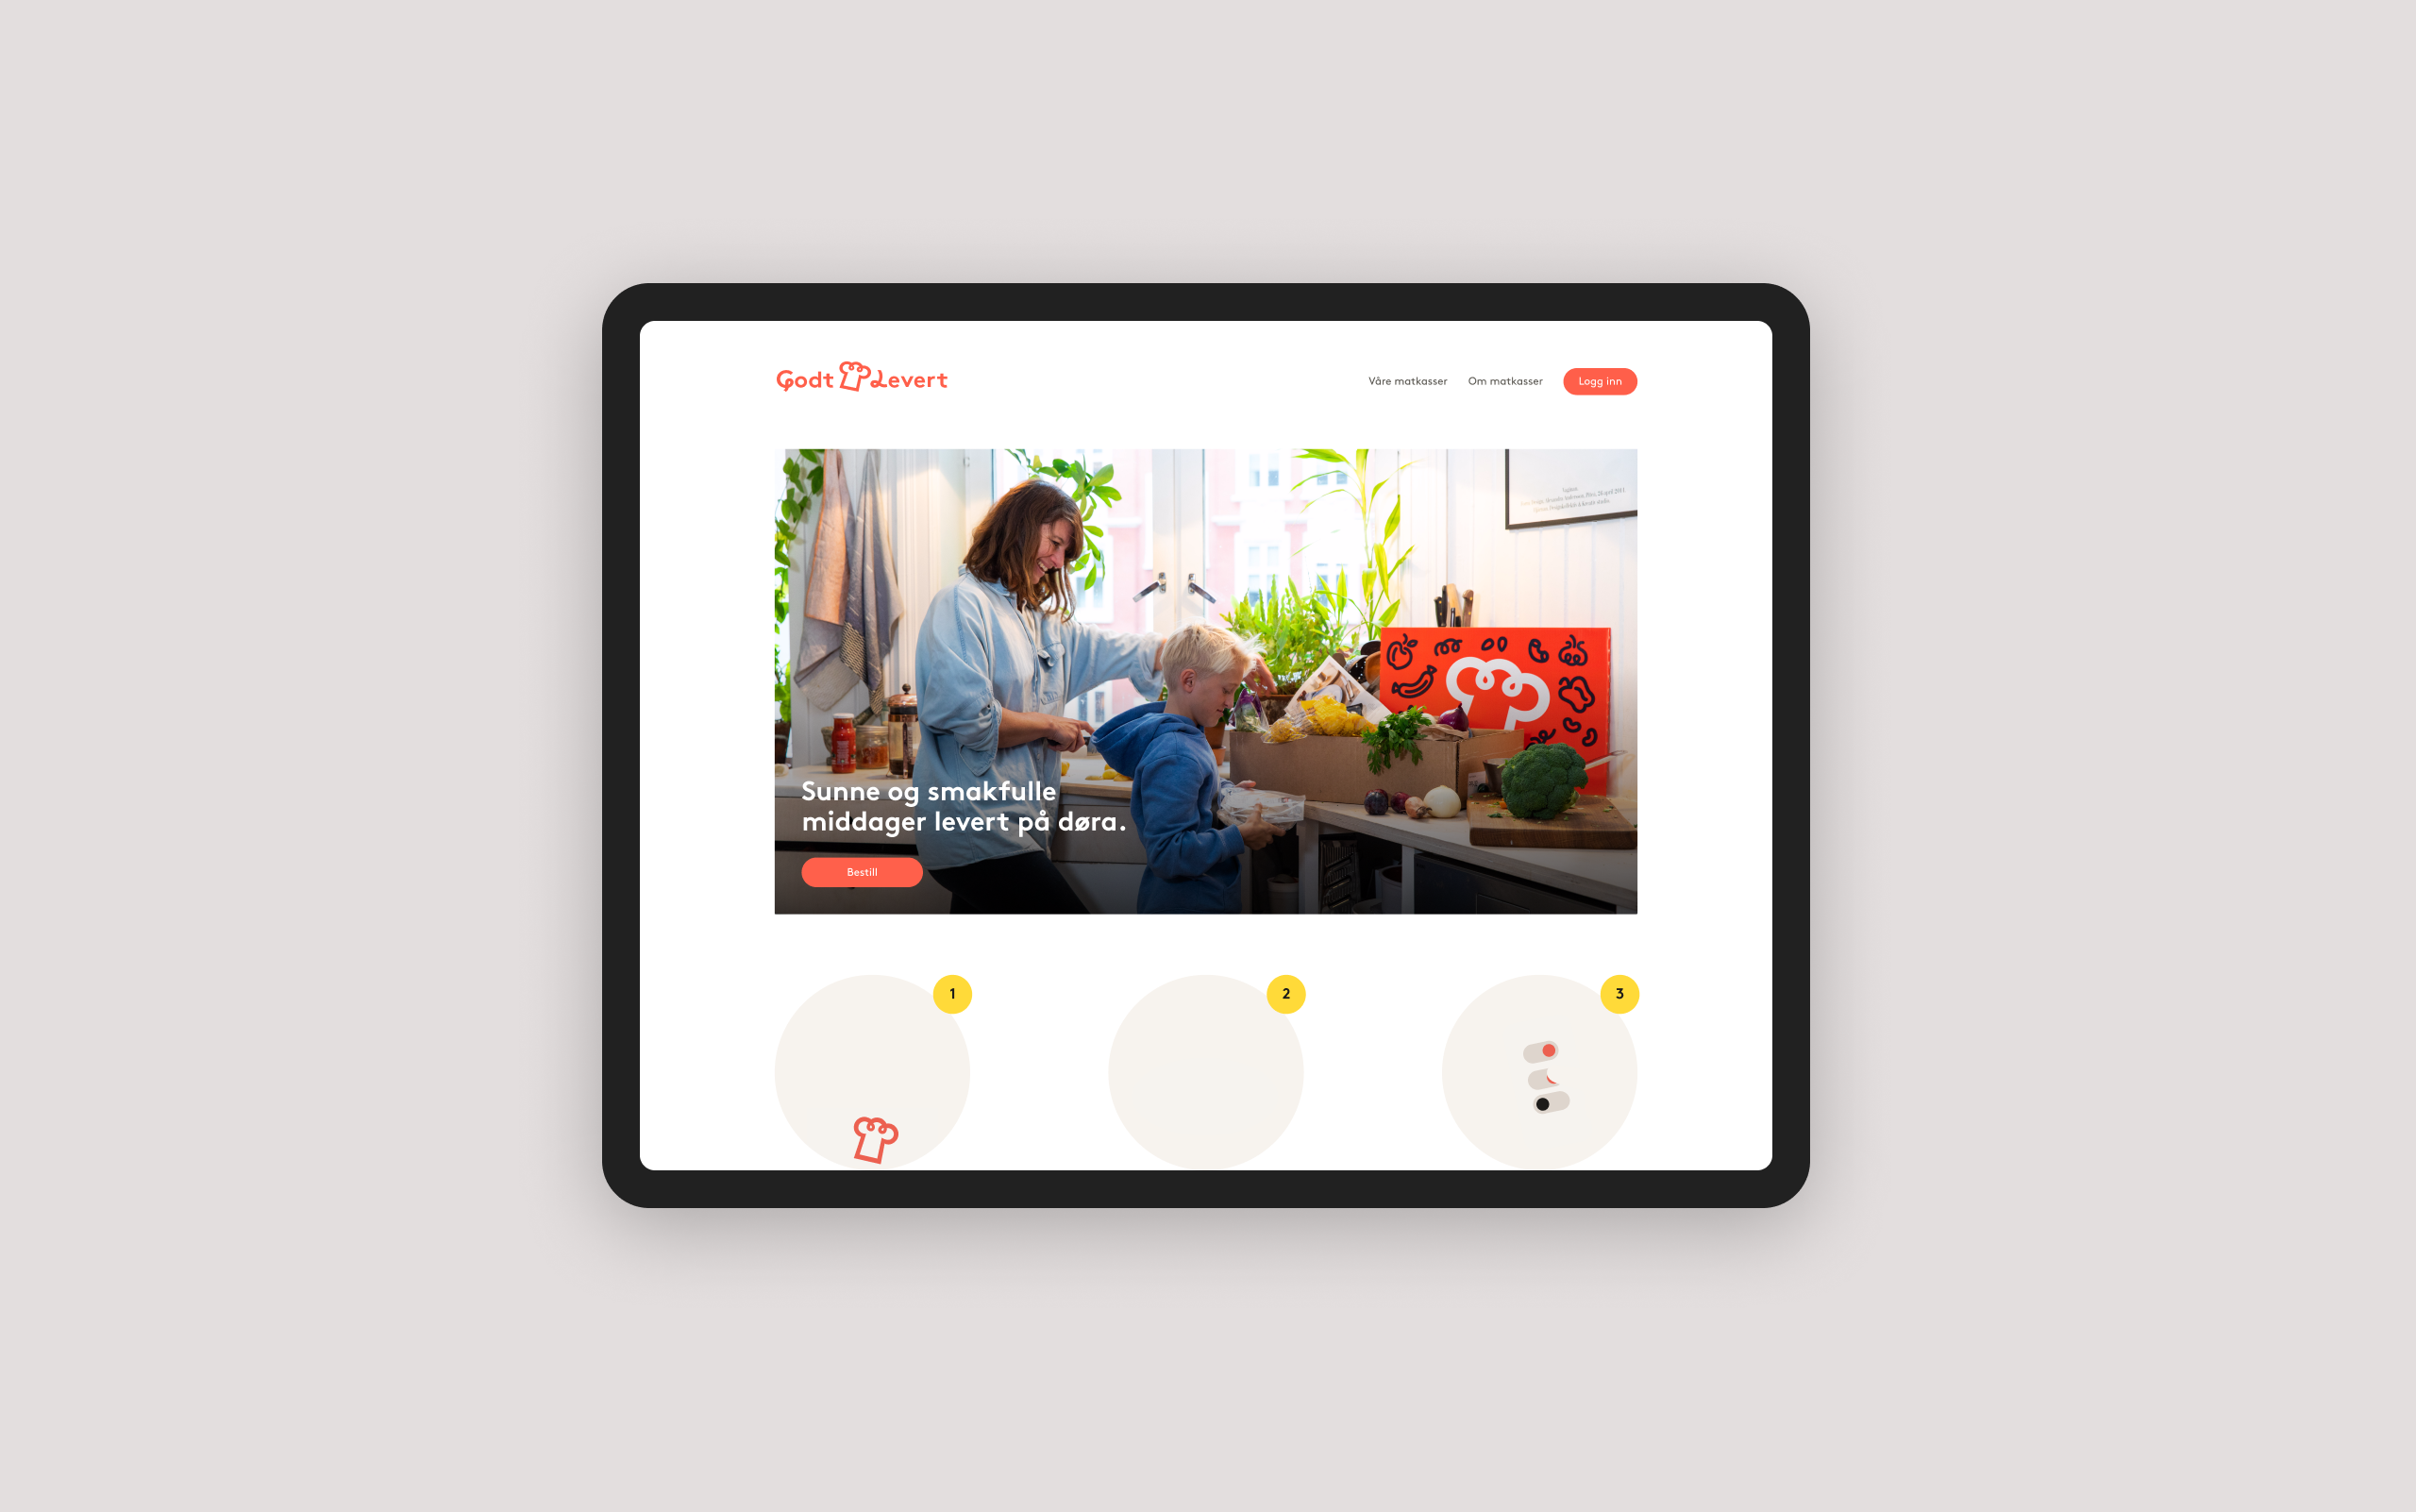 Godt Levert
Våre matkasser
Om matkasser
Logg inn
Sunne og smakfulle
middager levert på døra.
Bestill
1
2
3